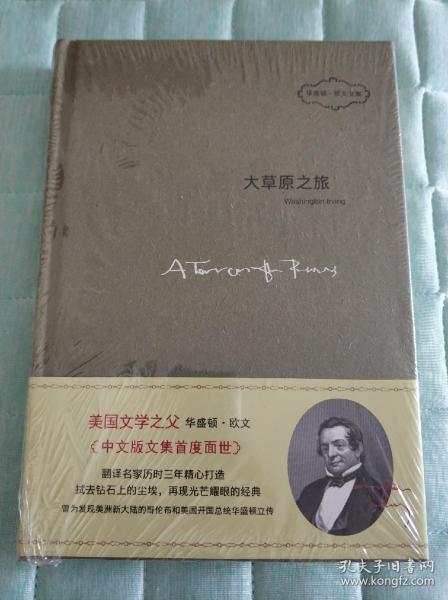 华盛顿·欧文文集
大草原之旅
Washington Irving
A Tour on the Prairies
美国文学之父 华盛顿·欧文
《中文版文集首度面世》
翻译名家历时三年精心打造
拭去钻石上的尘埃，再现光芒耀眼的经典
曾为发现美洲新大陆的哥伦布和美国开国总统华盛顿立传
孔夫子旧书网
www.kongfz.com